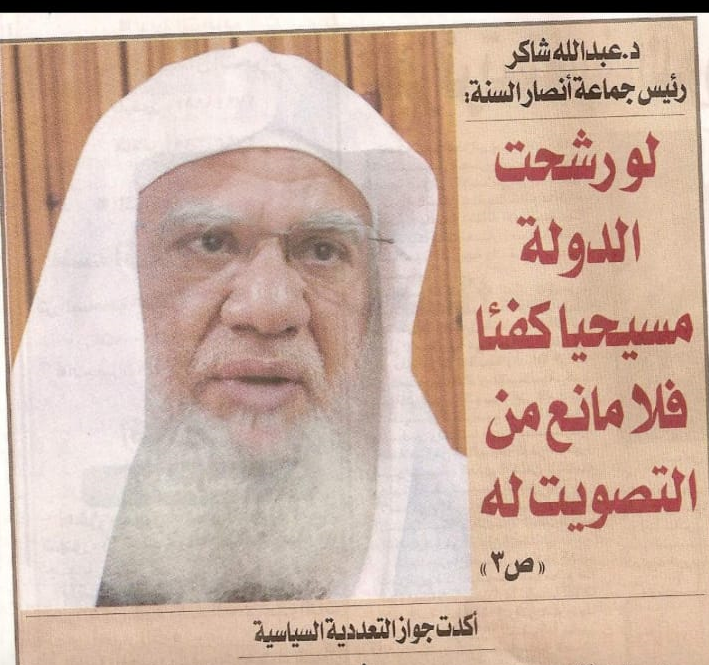 د.عبدالله شاكر
رئيس جماعة أنصار السنة:
لو رشحت
الدولة
مسيحيا كفئا
فلا مانع من
التصويت له
«ص٣»
أكدت جواز التعددية السياسية